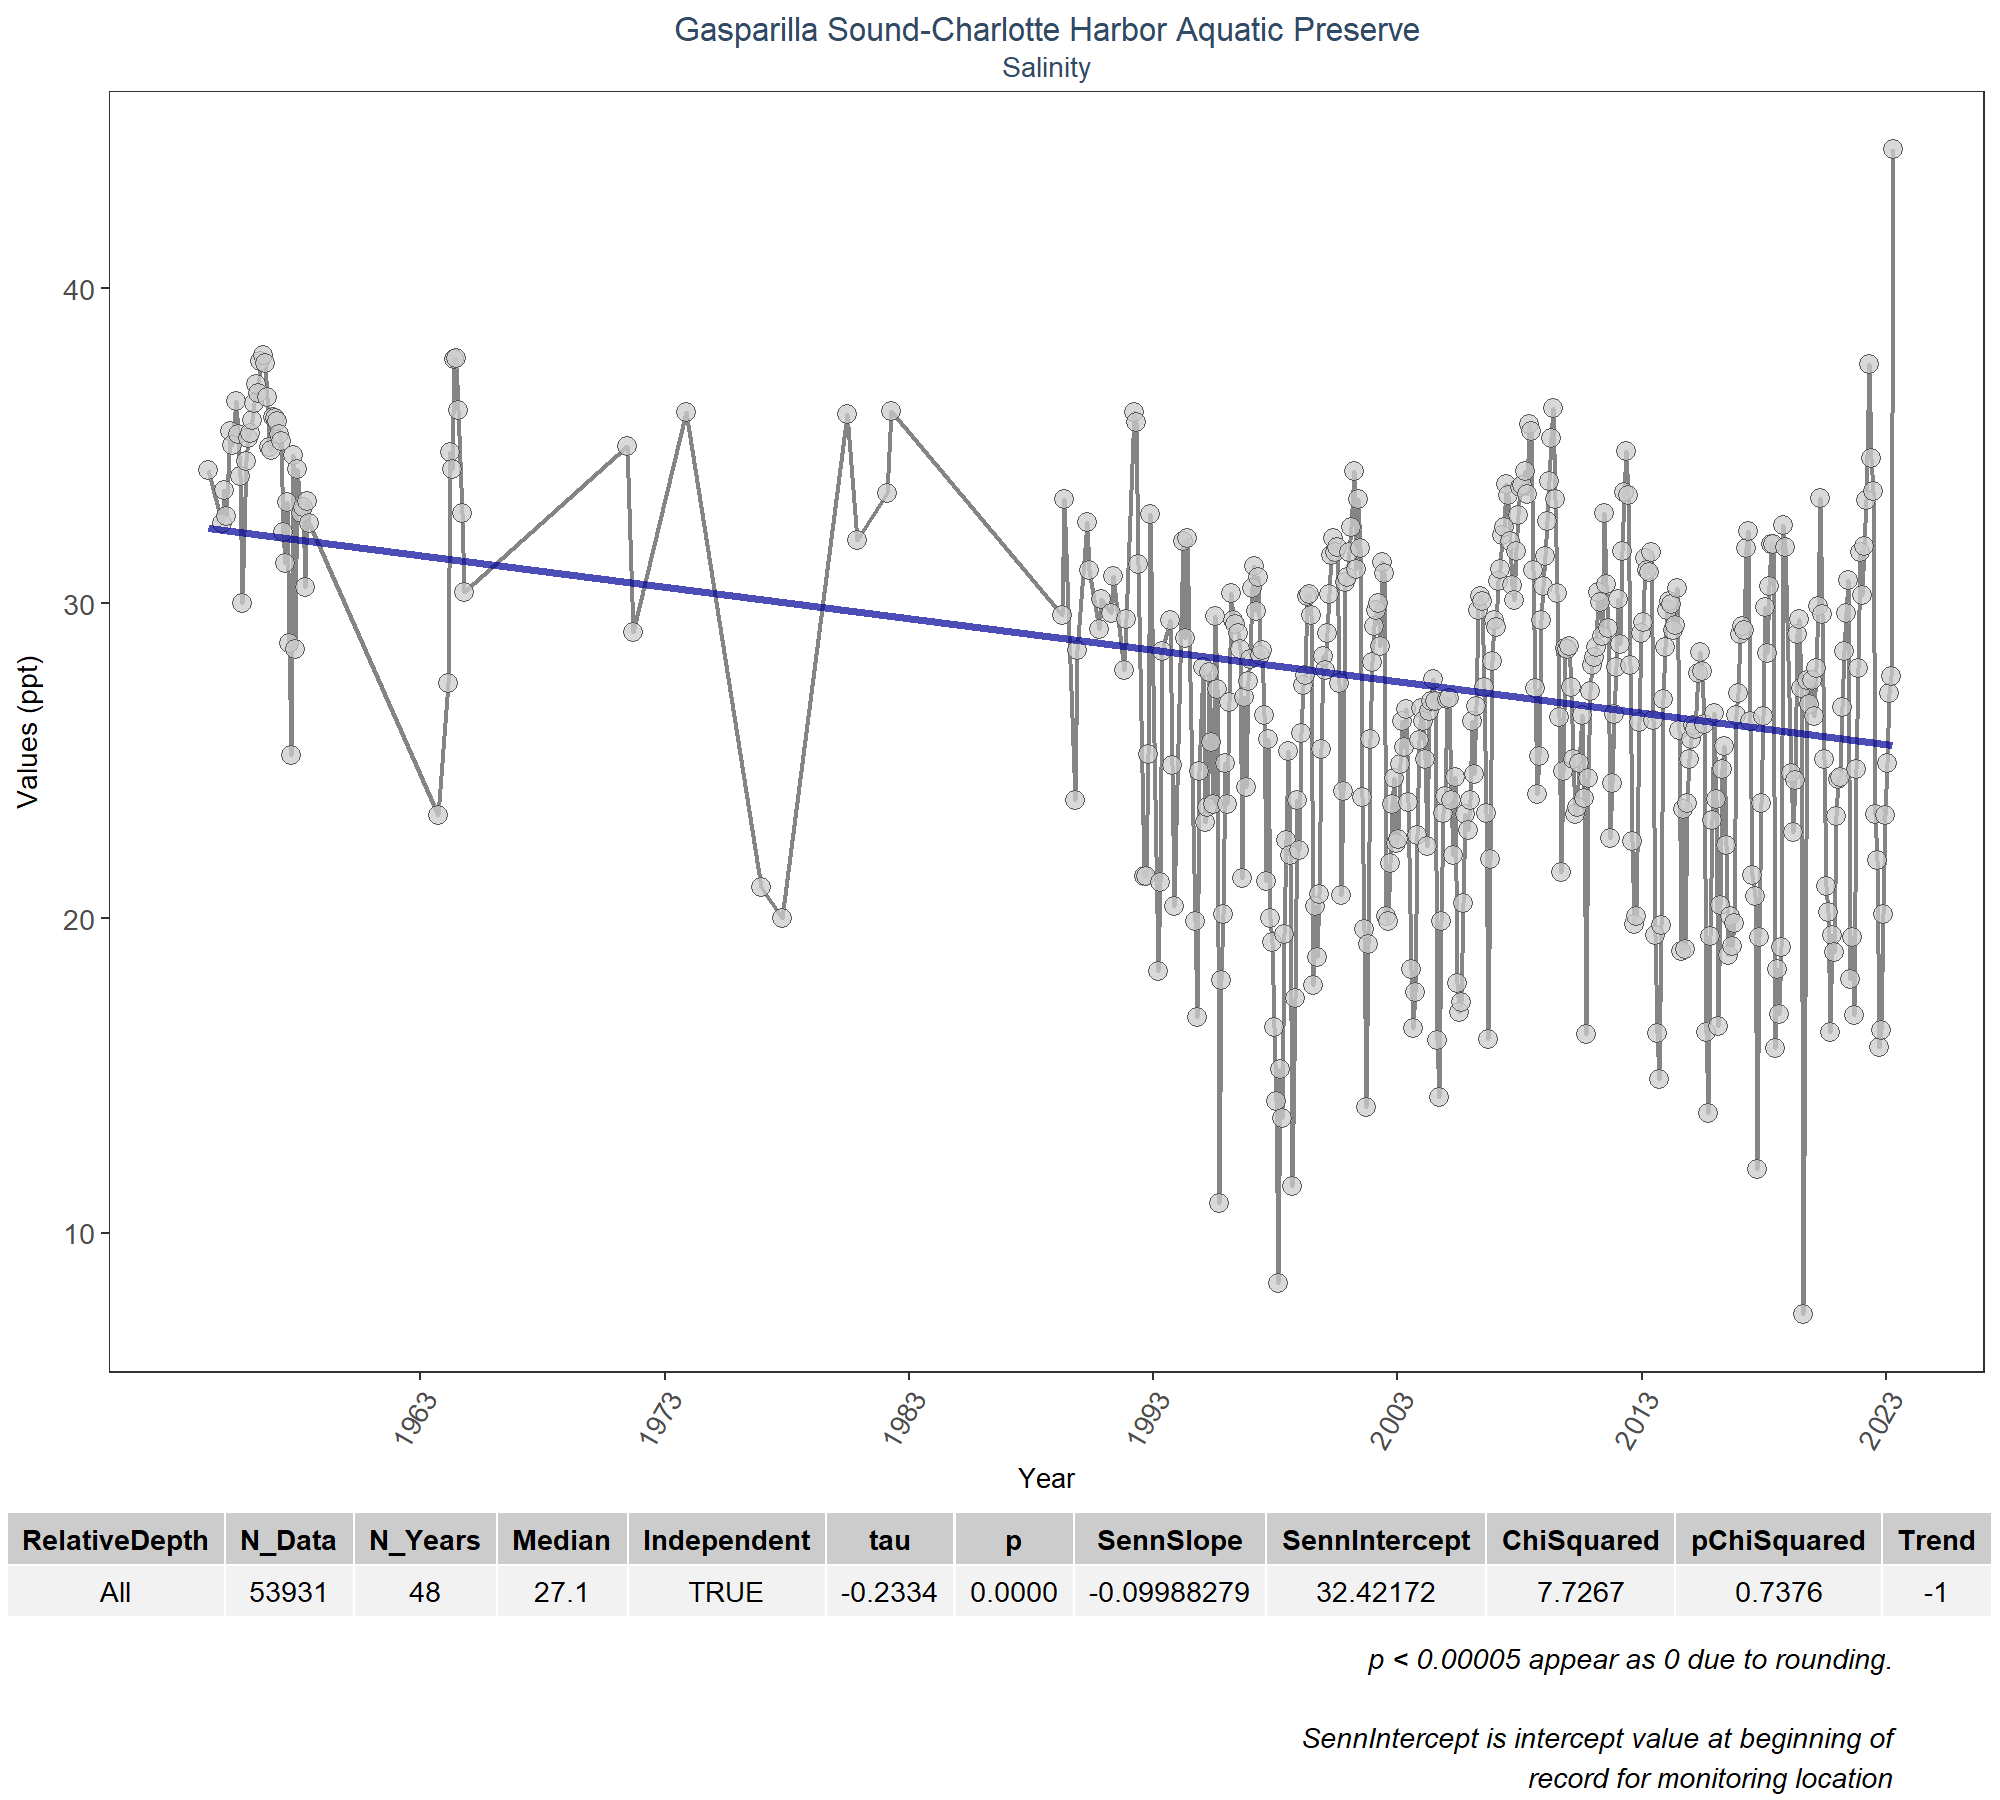 Gasparilla Sound-Charlotte Harbor Aquatic Preserve
Salinity
Values (ppt)
40
30
20
10
1963 1973 1983 1993 2003 2013 2023
Year
RelativeDepth N_Data N_Years Median Independent tau p SennSlope SennIntercept ChiSquared pChiSquared Trend
All 53931 48 27.1 TRUE -0.2334 0.0000 -0.09988279 32.42172 7.7267 0.7376 -1
p < 0.00005 appear as 0 due to rounding.
SennIntercept is intercept value at beginning of
record for monitoring location